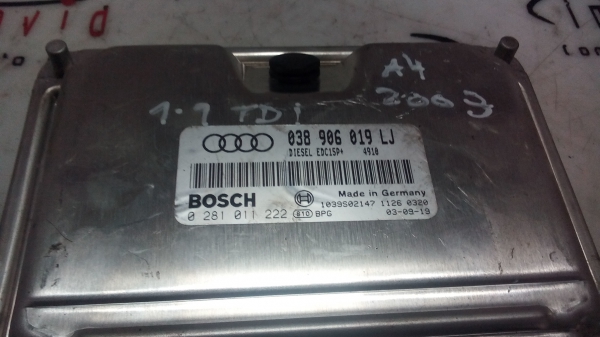 A4
1.9 TDI
2003
038 906 019 LJ
DIESEL EDC15P+ 4910
BOSCH
Made in Germany
0 281 011 222 B10 BPG
1039S02147 1126 0320
03-09-19